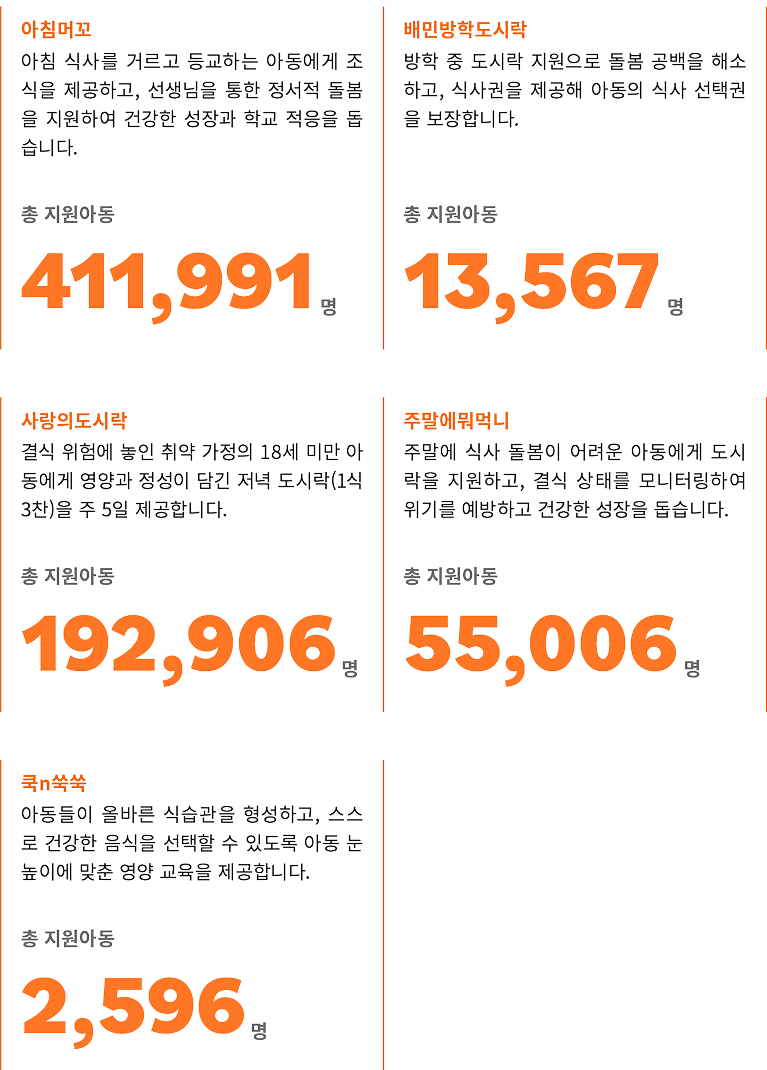 아침머꼬
아침 식사를 거르고 등교하는 아동에게 조
식을 제공하고, 선생님을 통한 정서적 돌봄
을 지원하여 건강한 성장과 학교 적응을 돕
습니다.
총 지원아동
411,991 명
배민방학도시락
방학 중 도시락 지원으로 돌봄 공백을 해소
하고, 식사권을 제공해 아동의 식사 선택권
을 보장합니다.
총 지원아동
13,567 명
사랑의도시락
결식 위험에 놓인 취약 가정의 18세 미만 아
동에게 영양과 정성이 담긴 저녁 도시락(1식
3찬)을 주 5일 제공합니다.
총 지원아동
192,906 명
주말에뭐먹니
주말에 식사 돌봄이 어려운 아동에게 도시
락을 지원하고, 결식 상태를 모니터링하여
위기를 예방하고 건강한 성장을 돕습니다.
총 지원아동
55,006 명
쿡n쑥쑥
아동들이 올바른 식습관을 형성하고, 스스
로 건강한 음식을 선택할 수 있도록 아동 눈
높이에 맞춘 영양 교육을 제공합니다.
총 지원아동
2,596 명